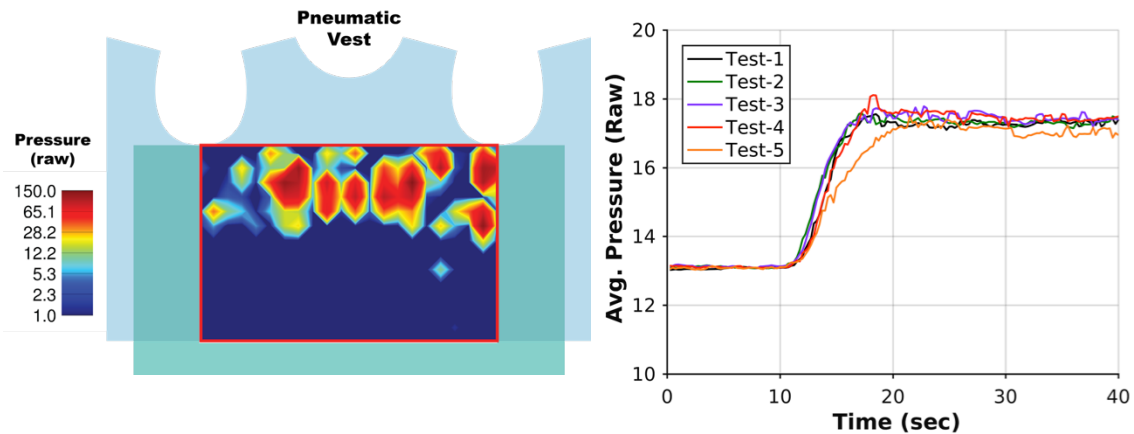 Pneumatic
Vest
Pressure
(raw)
150.0
65.1
28.2
12.2
5.3
2.3
1.0
20
18
16
14
12
10
Avg. Pressure (Raw)
Test-1
Test-2
Test-3
Test-4
Test-5
0
10
20
30
40
Time (sec)